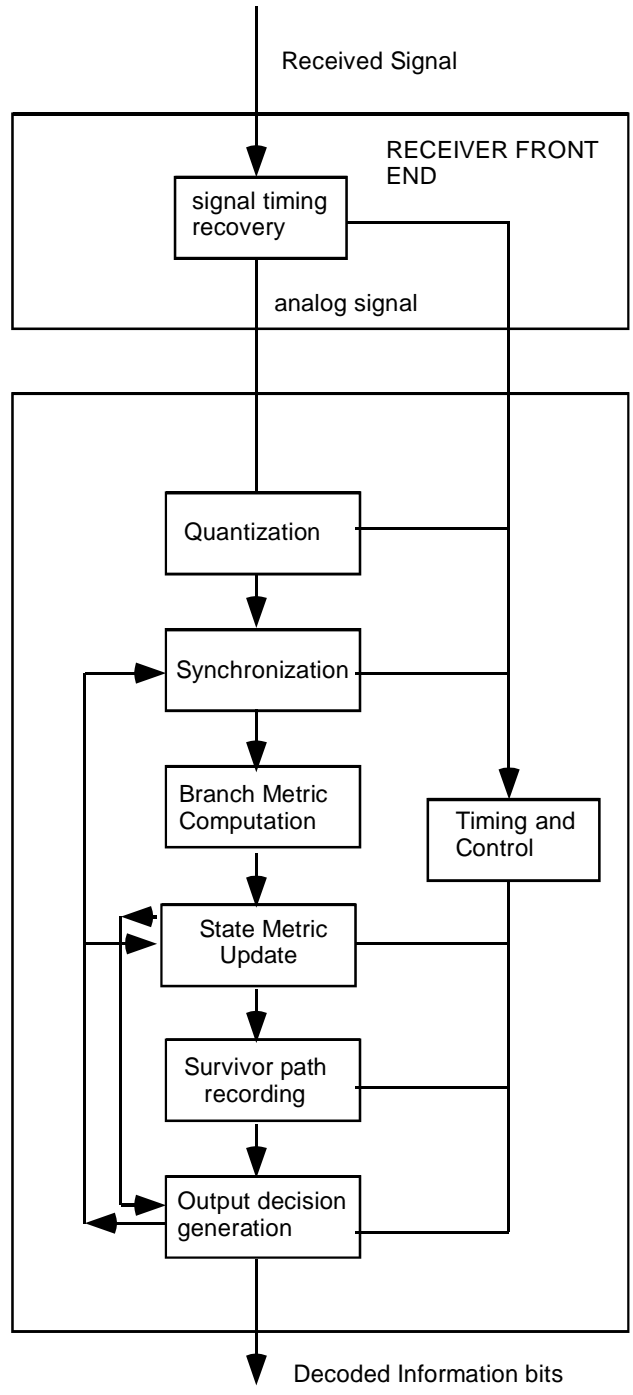 Received Signal
RECEIVER FRONT
END
signal timing
recovery
analog signal
Quantization
Synchronization
Branch Metric
Computation
Timing and
Control
State Metric
Update
Survivor path
recording
Output decision
generation
Decoded Information bits